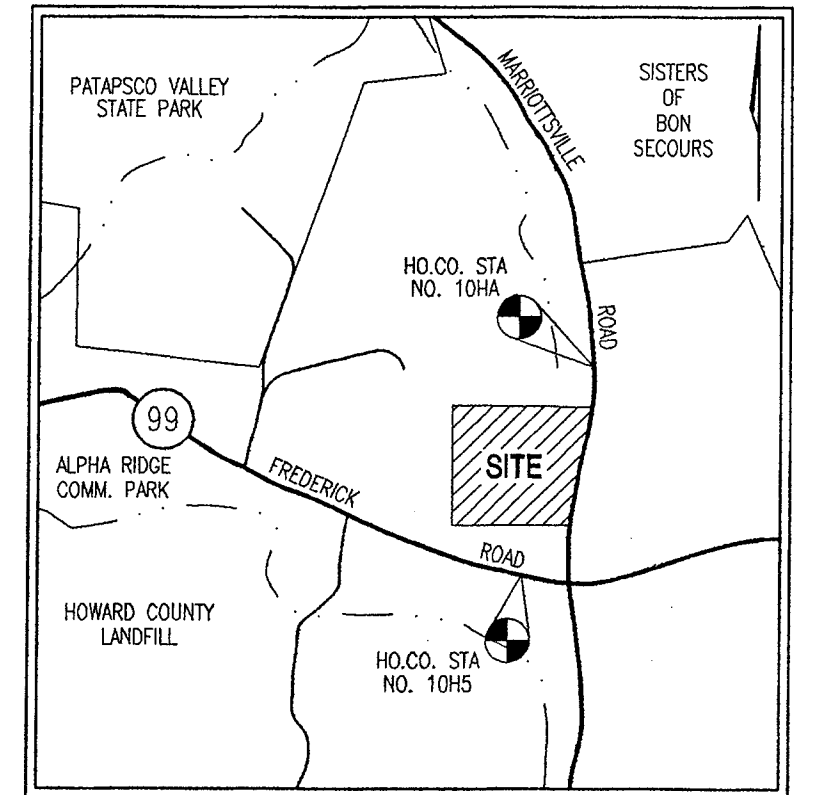 PATAPSCO VALLEY
STATE PARK
MARRIOTTSVILLE
SISTERS
OF
BON
SECOURS
HO.CO. STA
NO. 10HA
ROAD
99
ALPHA RIDGE
COMM. PARK
FREDERICK
SITE
ROAD
HOWARD COUNTY
LANDFILL
HO.CO. STA
NO. 10H5